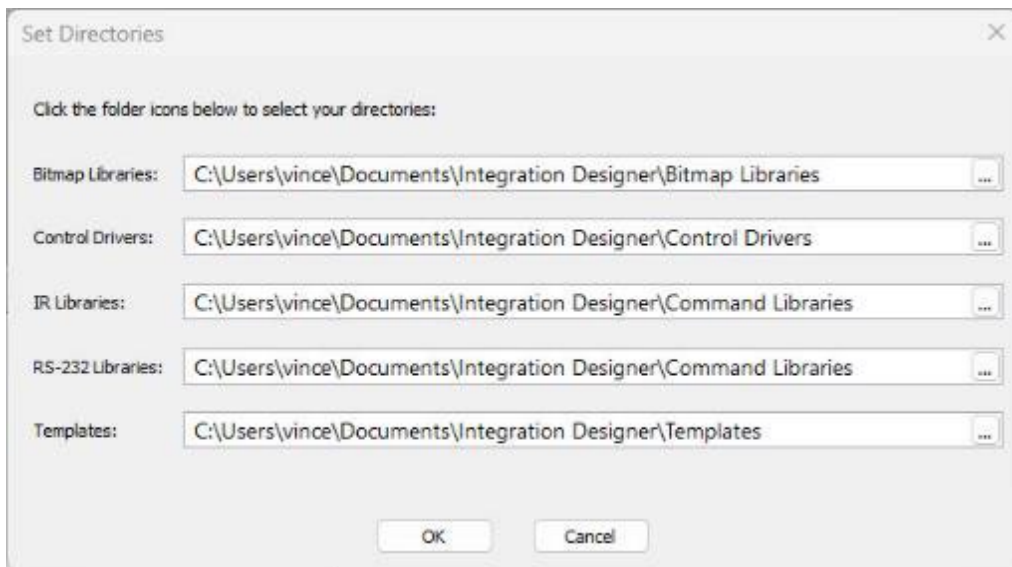 Set Directories
Click the folder icons below to select your directories:
Bitmap Libraries: C:\Users\vince\Documents\Integration Designer\Bitmap Libraries ...
Control Drivers: C:\Users\vince\Documents\Integration Designer\Control Drivers ...
IR Libraries: C:\Users\vince\Documents\Integration Designer\Command Libraries ...
RS-232 Libraries: C:\Users\vince\Documents\Integration Designer\Command Libraries ...
Templates: C:\Users\vince\Documents\Integration Designer\Templates ...
OK Cancel